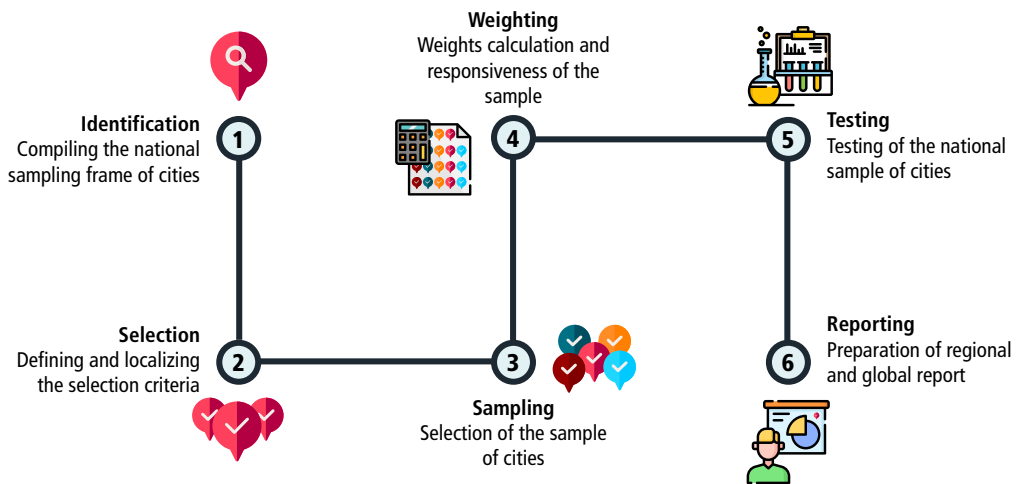 Identification
Compiling the national
sampling frame of cities
1
Selection
Defining and localizing
the selection criteria
2
3
Sampling
Selection of the sample
of cities
Weighting
Weights calculation and
responsiveness of the
sample
4
5
Testing
Testing of the national
sample of cities
Reporting
Preparation of regional
and global report
6